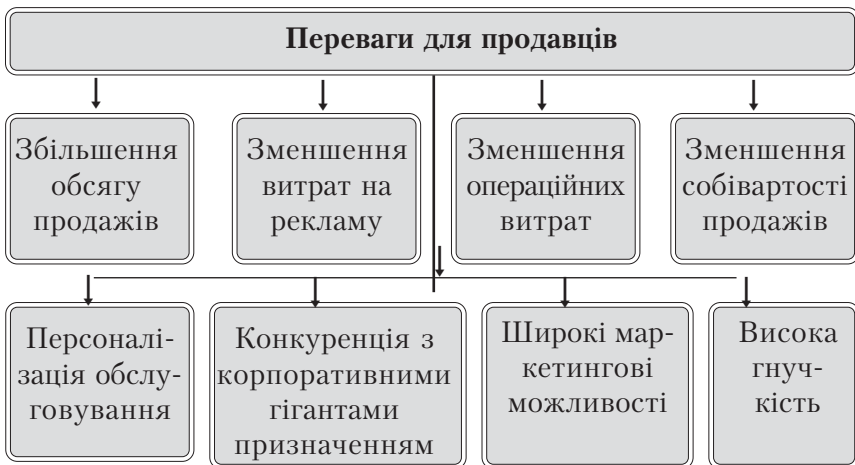 Переваги для продавців
Збільшення
обсягу
продажів
Зменшення
витрат на
рекламу
Зменшення
операційних
витрат
Зменшення
собівартості
продажів
Персоналі-
зація обслу-
говування
Конкуренція з
корпоративними
гігантами
призначенням
Широкі мар-
кетингові
можливості
Висока
гнуч-
кість